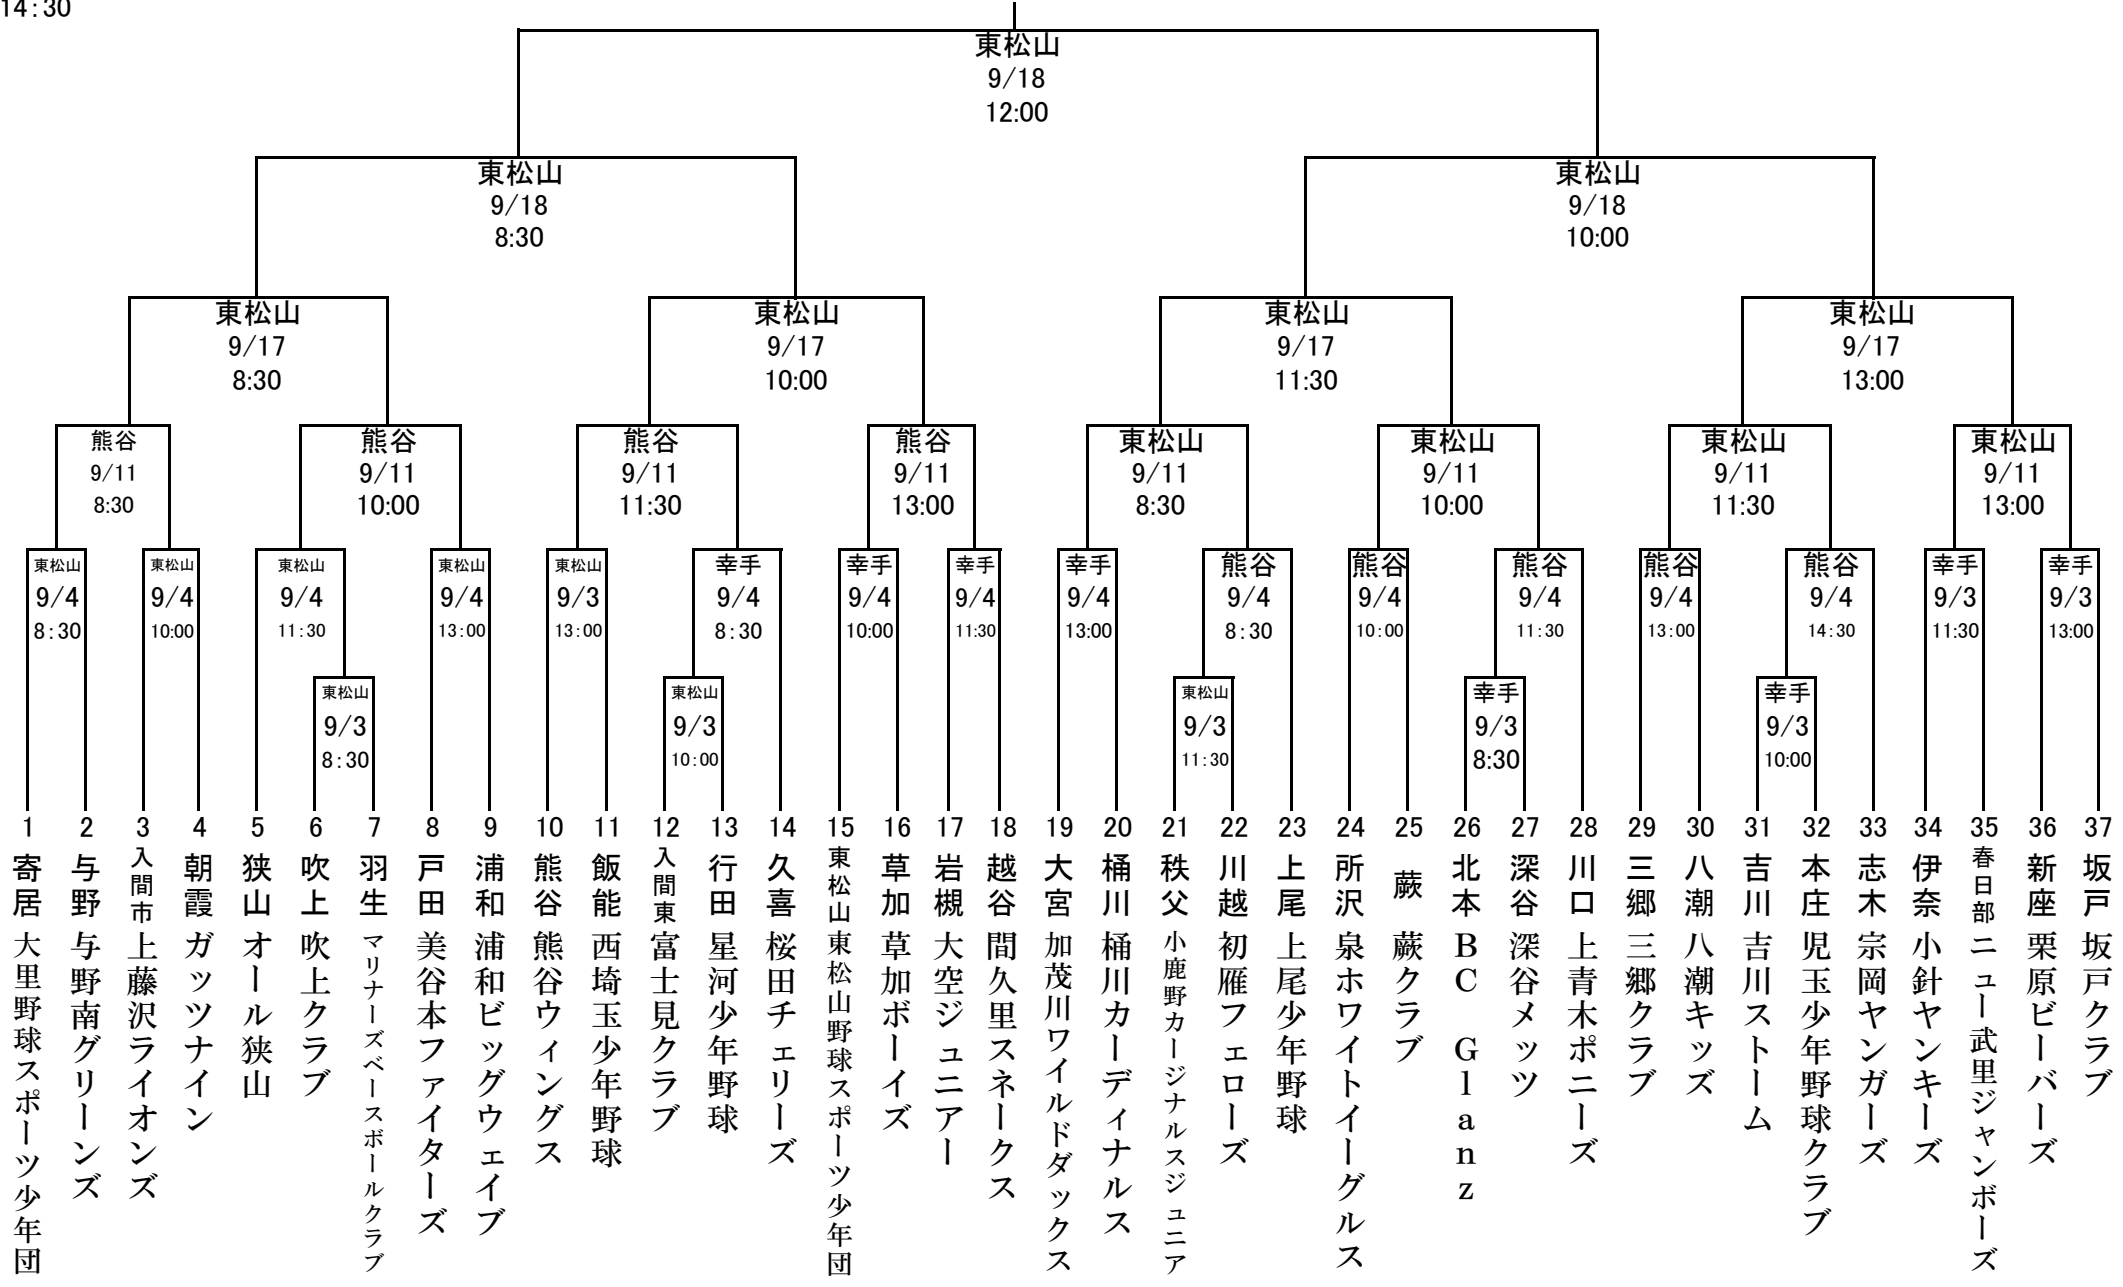 14:30
東松山
9/18
12:00
東松山
9/18
8:30
東松山
9/18
10:00
東松山
9/17
8:30
東松山
9/17
10:00
東松山
9/17
11:30
東松山
9/17
13:00
熊谷
9/11
8:30
熊谷
9/11
10:00
熊谷
9/11
11:30
熊谷
9/11
13:00
東松山
9/11
8:30
東松山
9/11
10:00
東松山
9/11
11:30
東松山
9/11
13:00
東松山
9/4
8:30
東松山
9/4
10:00
東松山
9/4
11:30
東松山
9/4
13:00
東松山
9/3
13:00
幸手
9/4
8:30
幸手
9/4
10:00
幸手
9/4
11:30
幸手
9/4
13:00
熊谷
9/4
8:30
熊谷
9/4
10:00
熊谷
9/4
11:30
熊谷
9/4
13:00
熊谷
9/4
14:30
幸手
9/3
11:30
幸手
9/3
13:00
東松山
9/3
8:30
東松山
9/3
10:00
東松山
9/3
11:30
幸手
9/3
8:30
幸手
9/3
10:00
1 寄居 大里野球スポーツ少年団
2 与野 与野南グリーンズ
3 入間市 上藤沢ライオンズ
4 朝霞 ガッツナイン
5 狭山 オール狭山
6 吹上 吹上クラブ
7 羽生 マリナーズベースボールクラブ
8 戸田 美谷本ファイターズ
9 浦和 浦和ビッグウェイブ
10 熊谷 熊谷ウィングス
11 飯能 西埼玉少年野球
12 入間東 富士見クラブ
13 行田 星河少年野球
14 久喜 桜田チェリーズ
15 東松山 東松山野球スポーツ少年団
16 草加 草加ボーイズ
17 岩槻 大空ジュニアー
18 越谷 間久里スネークス
19 大宮 加茂川ワイルドダックス
20 桶川 桶川カーディナルス
21 秩父 小鹿野カージナルスジュニア
22 川越 初雁フェローズ
23 上尾 上尾少年野球
24 所沢 泉ホワイトイーグルス
25 蕨 蕨クラブ
26 北本 BC Glanz
27 深谷 深谷メッツ
28 川口 上青木ポニーズ
29 三郷 三郷クラブ
30 八潮 八潮キッズ
31 吉川 吉川ストーム
32 本庄 児玉少年野球クラブ
33 志木 宗岡ヤンガーズ
34 伊奈 小針ヤンキーズ
35 春日部 ニュー武里ジャンボーズ
36 新座 栗原ビーバーズ
37 坂戸 坂戸クラブ